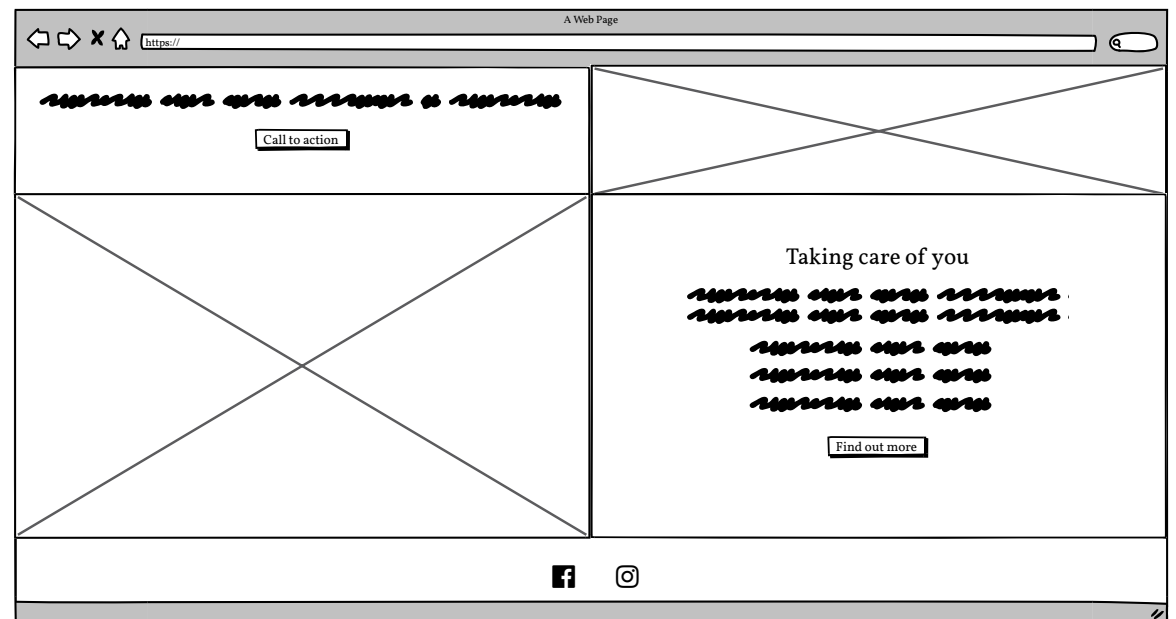 A Web Page
https://
Call to action
Taking care of you
Find out more